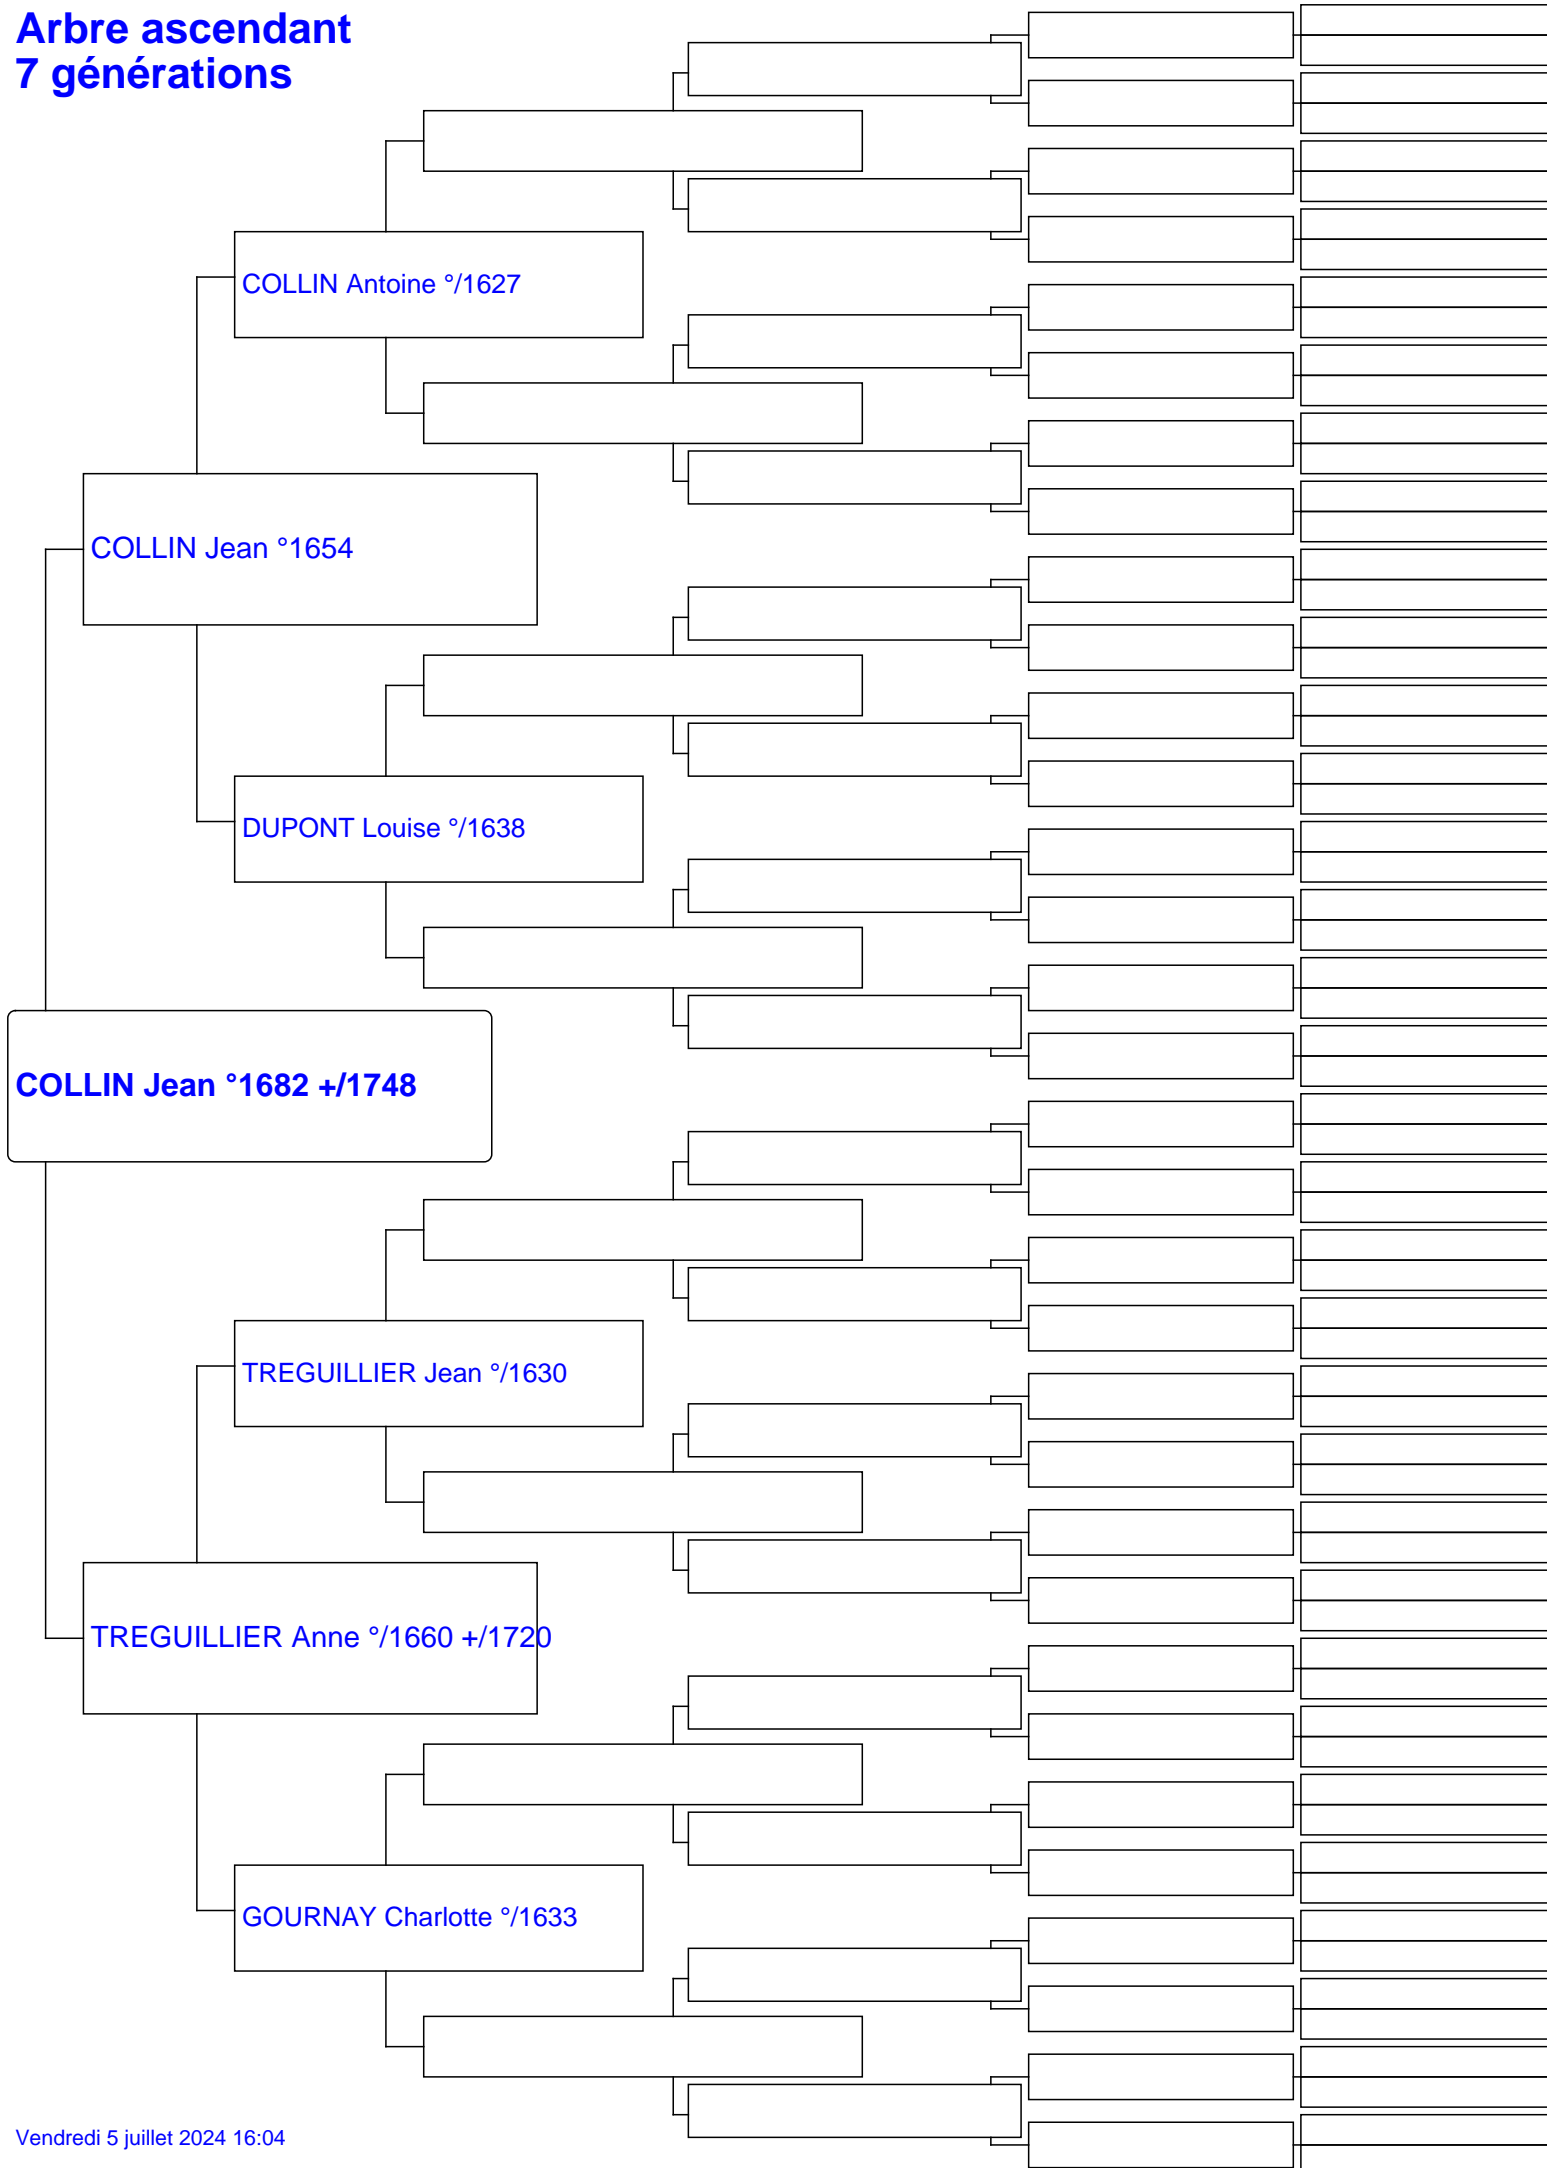 Arbre ascendant
7 générations
COLLIN Antoine °/1627
COLLIN Jean °1654
DUPONT Louise °/1638
COLLIN Jean °1682 +/1748
TREGUILLIER Jean °/1630
TREGUILLIER Anne °/1660 +/1720
GOURNAY Charlotte °/1633
Vendredi 5 juillet 2024 16:04